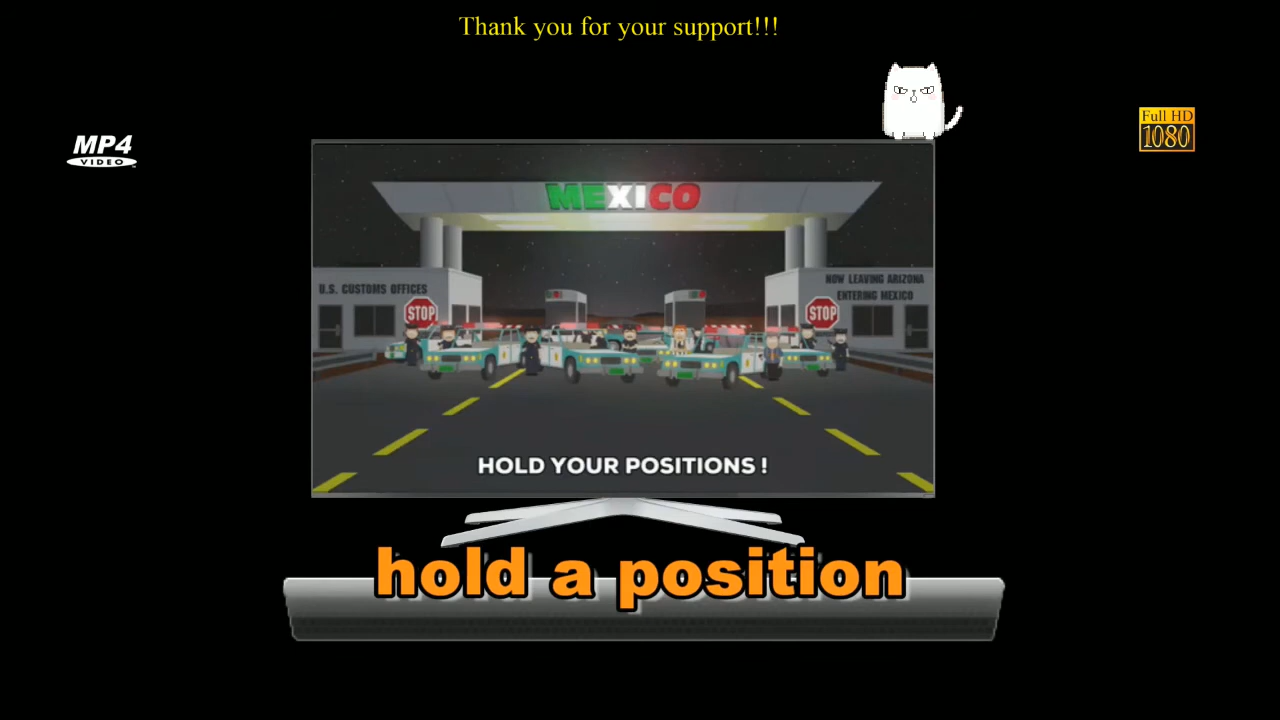 Thank you for your support!!!
MP4
VIDEO
Full HD
1080
MEXICO
U.S. CUSTOMS OFFICES
NOW LEAVING ARIZONA
ENTERING MEXICO
STOP
STOP
HOLD YOUR POSITIONS !
hold a position